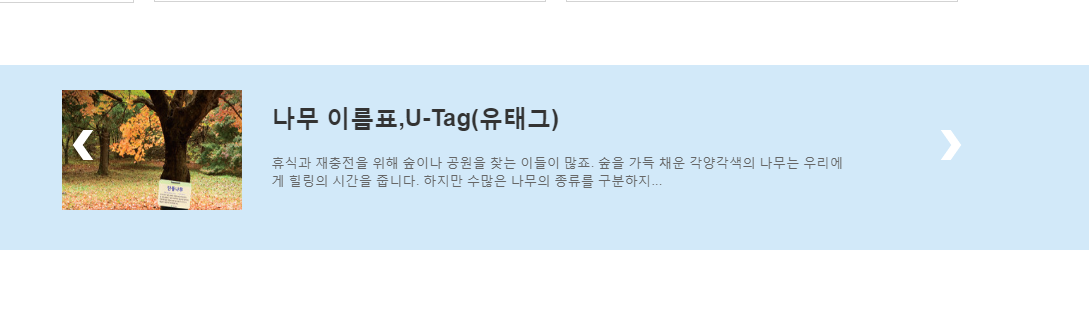 나무 이름표,U-Tag(유태그)
휴식과 재충전을 위해 숲이나 공원을 찾는 이들이 많죠. 숲을 가득 채운 각양각색의 나무는 우리에
게 힐링의 시간을 줍니다. 하지만 수많은 나무의 종류를 구분하지...